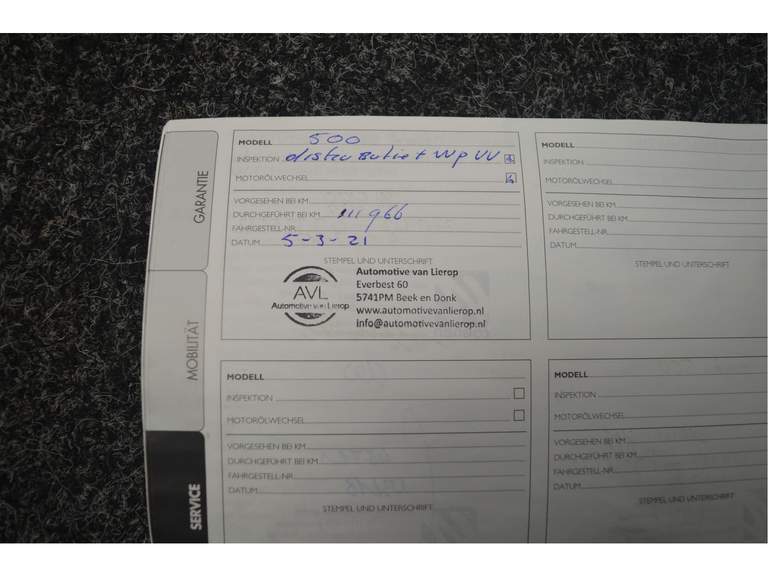 GARANTIE
MOBILITÄT
SERVICE
MODELL 500
INSPEKTION distributie + WP VV
MOTORÖLWECHSEL
VORGESEHEN BEI KM
DURCHGEFÜHRT BEI KM 111966
FAHRGESTELL-NR.
DATUM 5-3-21
STEMPEL UND UNTERSCHRIFT
AVL
Automotive van Lierop
Automotive van Lierop
Everbest 60
5741PM Beek en Donk
www.automotivevanlierop.nl
info@automotivevanlierop.nl
MODELL
INSPEKTION
MOTORÖLWECHSEL
VORGESEHEN BEI KM
DURCHGEFÜHRT BEI KM
FAHRGESTELL-NR.
DATUM
STEMPEL UND UNTERSCHRIFT
MODELL
INSPEKTION
MOTORÖLWECHSEL
VORGESEHEN BEI KM
DURCHGEFÜHRT BEI KM
FAHRGESTELL-NR.
DATUM
STEMPEL UND UNTERSCHRIFT
MODELL
INSPEKTION
MOTORÖLWECHSEL
VORGESEHEN BEI KM
DURCHGEFÜHRT BEI KM
FAHRGESTELL-NR.
DATUM
STEMPEL UND UNTERSCHRIFT